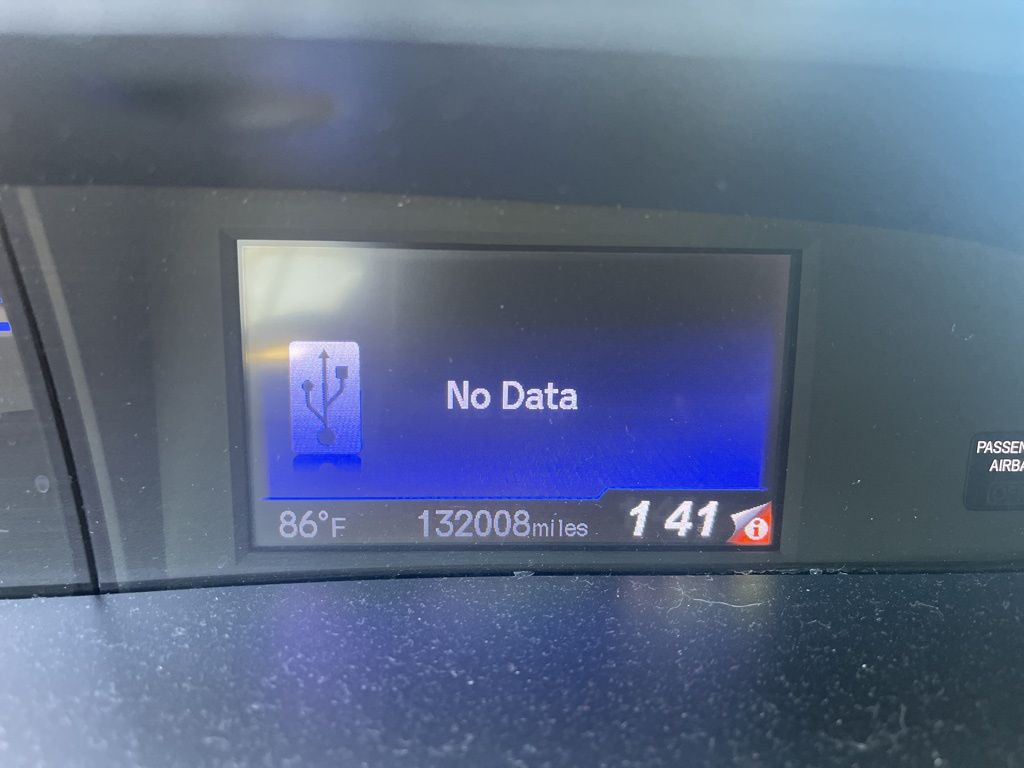 No Data
86°F 132008miles 1 41 i
PASSEN
AIRBA